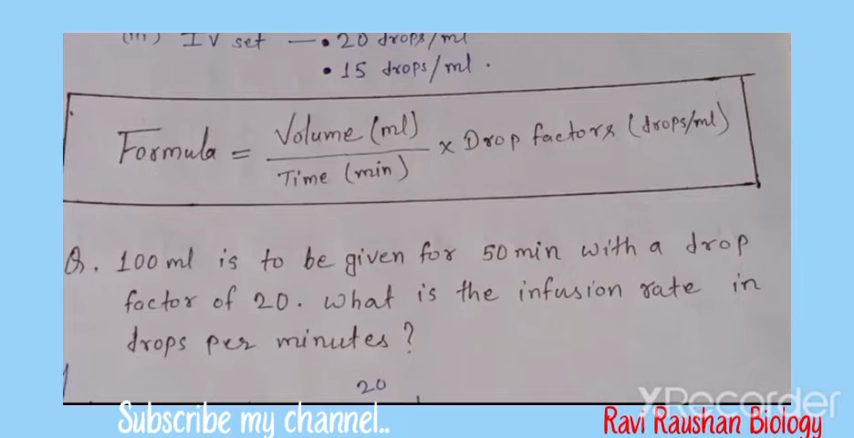 (iii) IV set — • 20 drops/ml
• 15 drops/ml.
Formula = Volume (ml) / Time (min) × Drop factors (drops/ml)
Q. 100 ml is to be given for 50 min with a drop
factor of 20. What is the infusion rate in
drops per minutes?
20
XRecorder
Subscribe my channel..
Ravi Raushan Biology